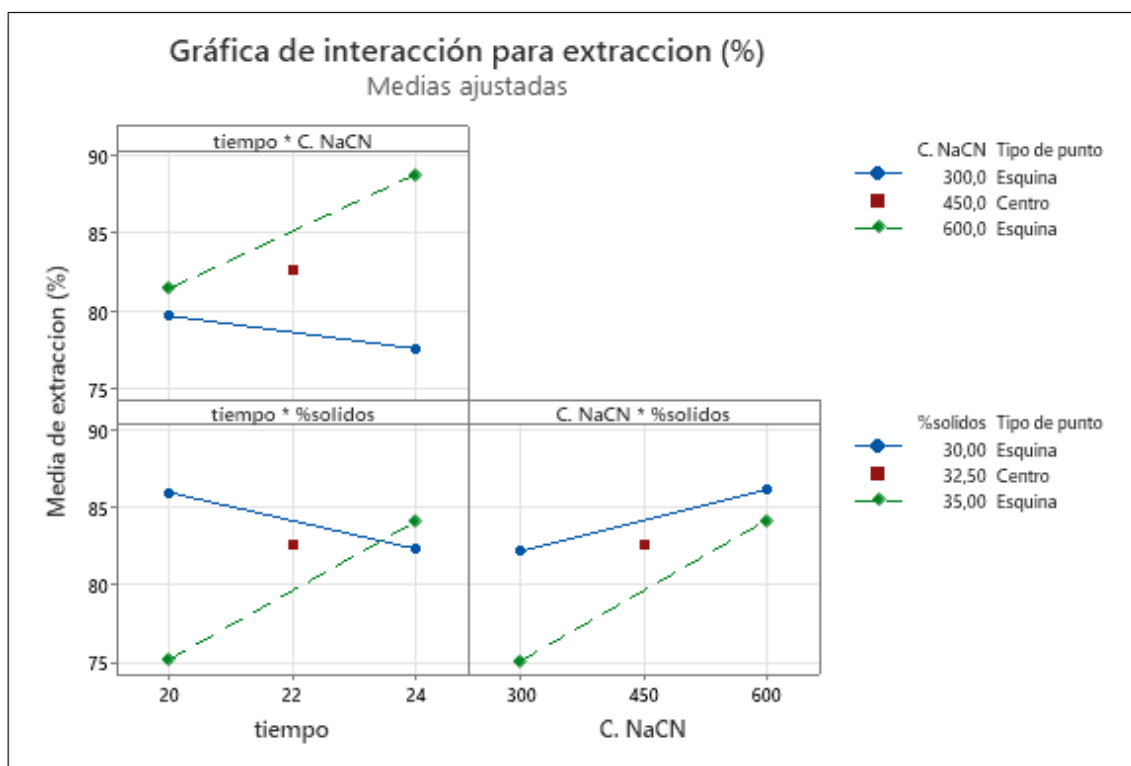 Gráfica de interacción para extraccion (%)
Medias ajustadas
tiempo * C. NaCN
90
85
80
75
C. NaCN Tipo de punto
300,0 Esquina
450,0 Centro
600,0 Esquina
Media de extraccion (%)
tiempo * %solidos
C. NaCN * %solidos
90
85
80
75
%solidos Tipo de punto
30,00 Esquina
32,50 Centro
35,00 Esquina
20 22 24
300 450 600
tiempo
C. NaCN